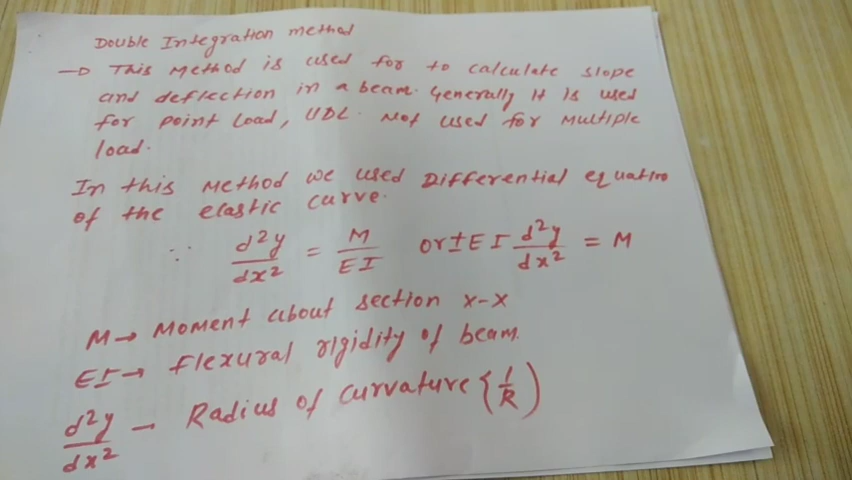 Double Integration method
→ This method is used for to calculate slope
and deflection in a beam. Generally it is used
for point load, UDL. Not used for multiple
load.
In this method we used Differential equation
of the elastic curve.
∵ d²y/dx² = M/EI or ± EI d²y/dx² = M
M → Moment about section x-x
EI → Flexural rigidity of beam.
d²y/dx² — Radius of curvature {1/R)